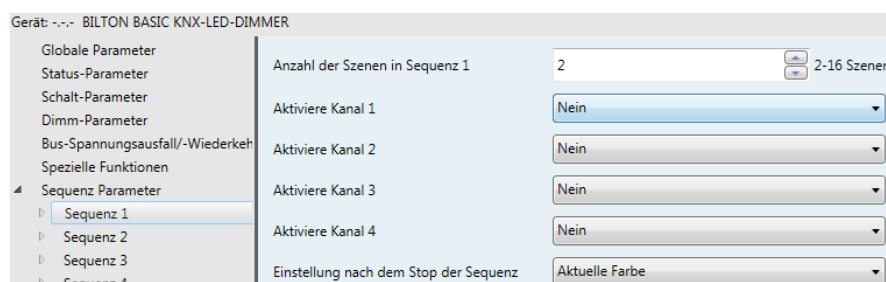 Gerät: -.-.- BILTON BASIC KNX-LED-DIMMER
Globale Parameter
Status-Parameter
Schalt-Parameter
Dimm-Parameter
Bus-Spannungsausfall/-Wiederkeh
Spezielle Funktionen
Sequenz Parameter
Sequenz 1
Sequenz 2
Sequenz 3
Anzahl der Szenen in Sequenz 1 2 2-16 Szenen
Aktiviere Kanal 1 Nein
Aktiviere Kanal 2 Nein
Aktiviere Kanal 3 Nein
Aktiviere Kanal 4 Nein
Einstellung nach dem Stop der Sequenz Aktuelle Farbe